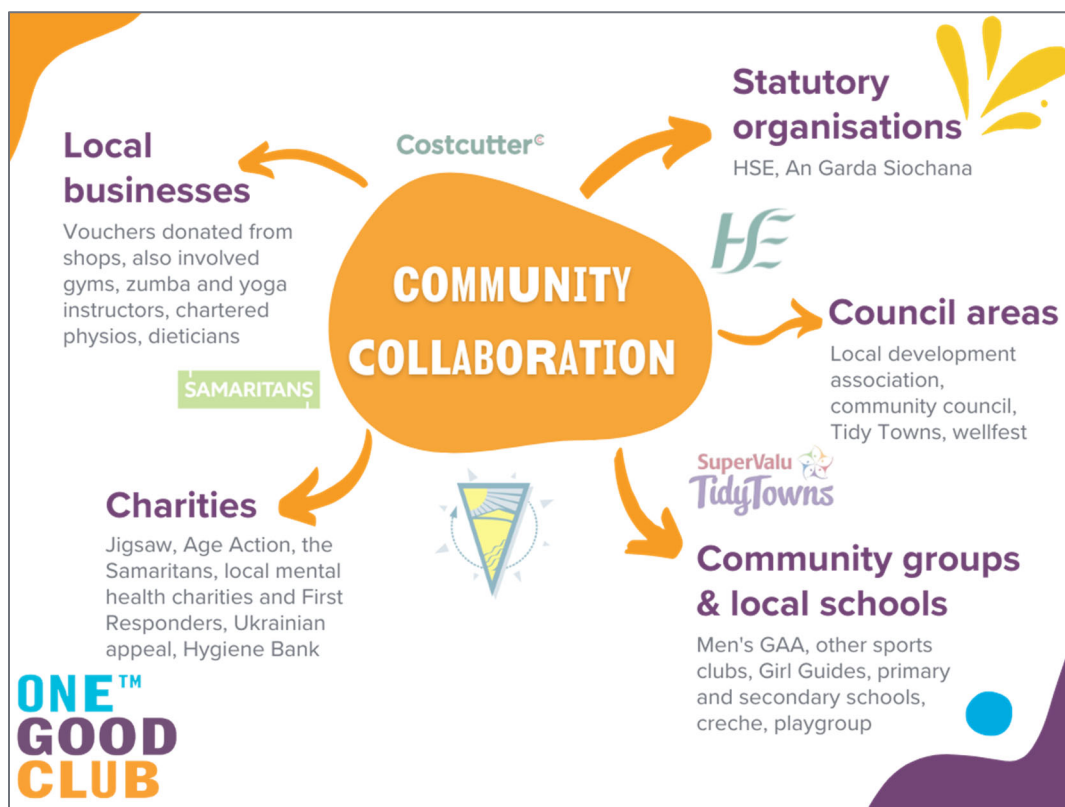 Costcutter
Local
businesses
Vouchers donated from
shops, also involved
gyms, zumba and yoga
instructors, chartered
physios, dieticians
Statutory
organisations
HSE, An Garda Siochana
HSE
COMMUNITY
COLLABORATION
Council areas
Local development
association,
community council,
Tidy Towns, wellfest
SAMARITANS
SuperValu
TidyTowns
Charities
Jigsaw, Age Action, the
Samaritans, local mental
health charities and First
Responders, Ukrainian
appeal, Hygiene Bank
Community groups
& local schools
Men's GAA, other sports
clubs, Girl Guides, primary
and secondary schools,
creche, playgroup
ONE™
GOOD
CLUB